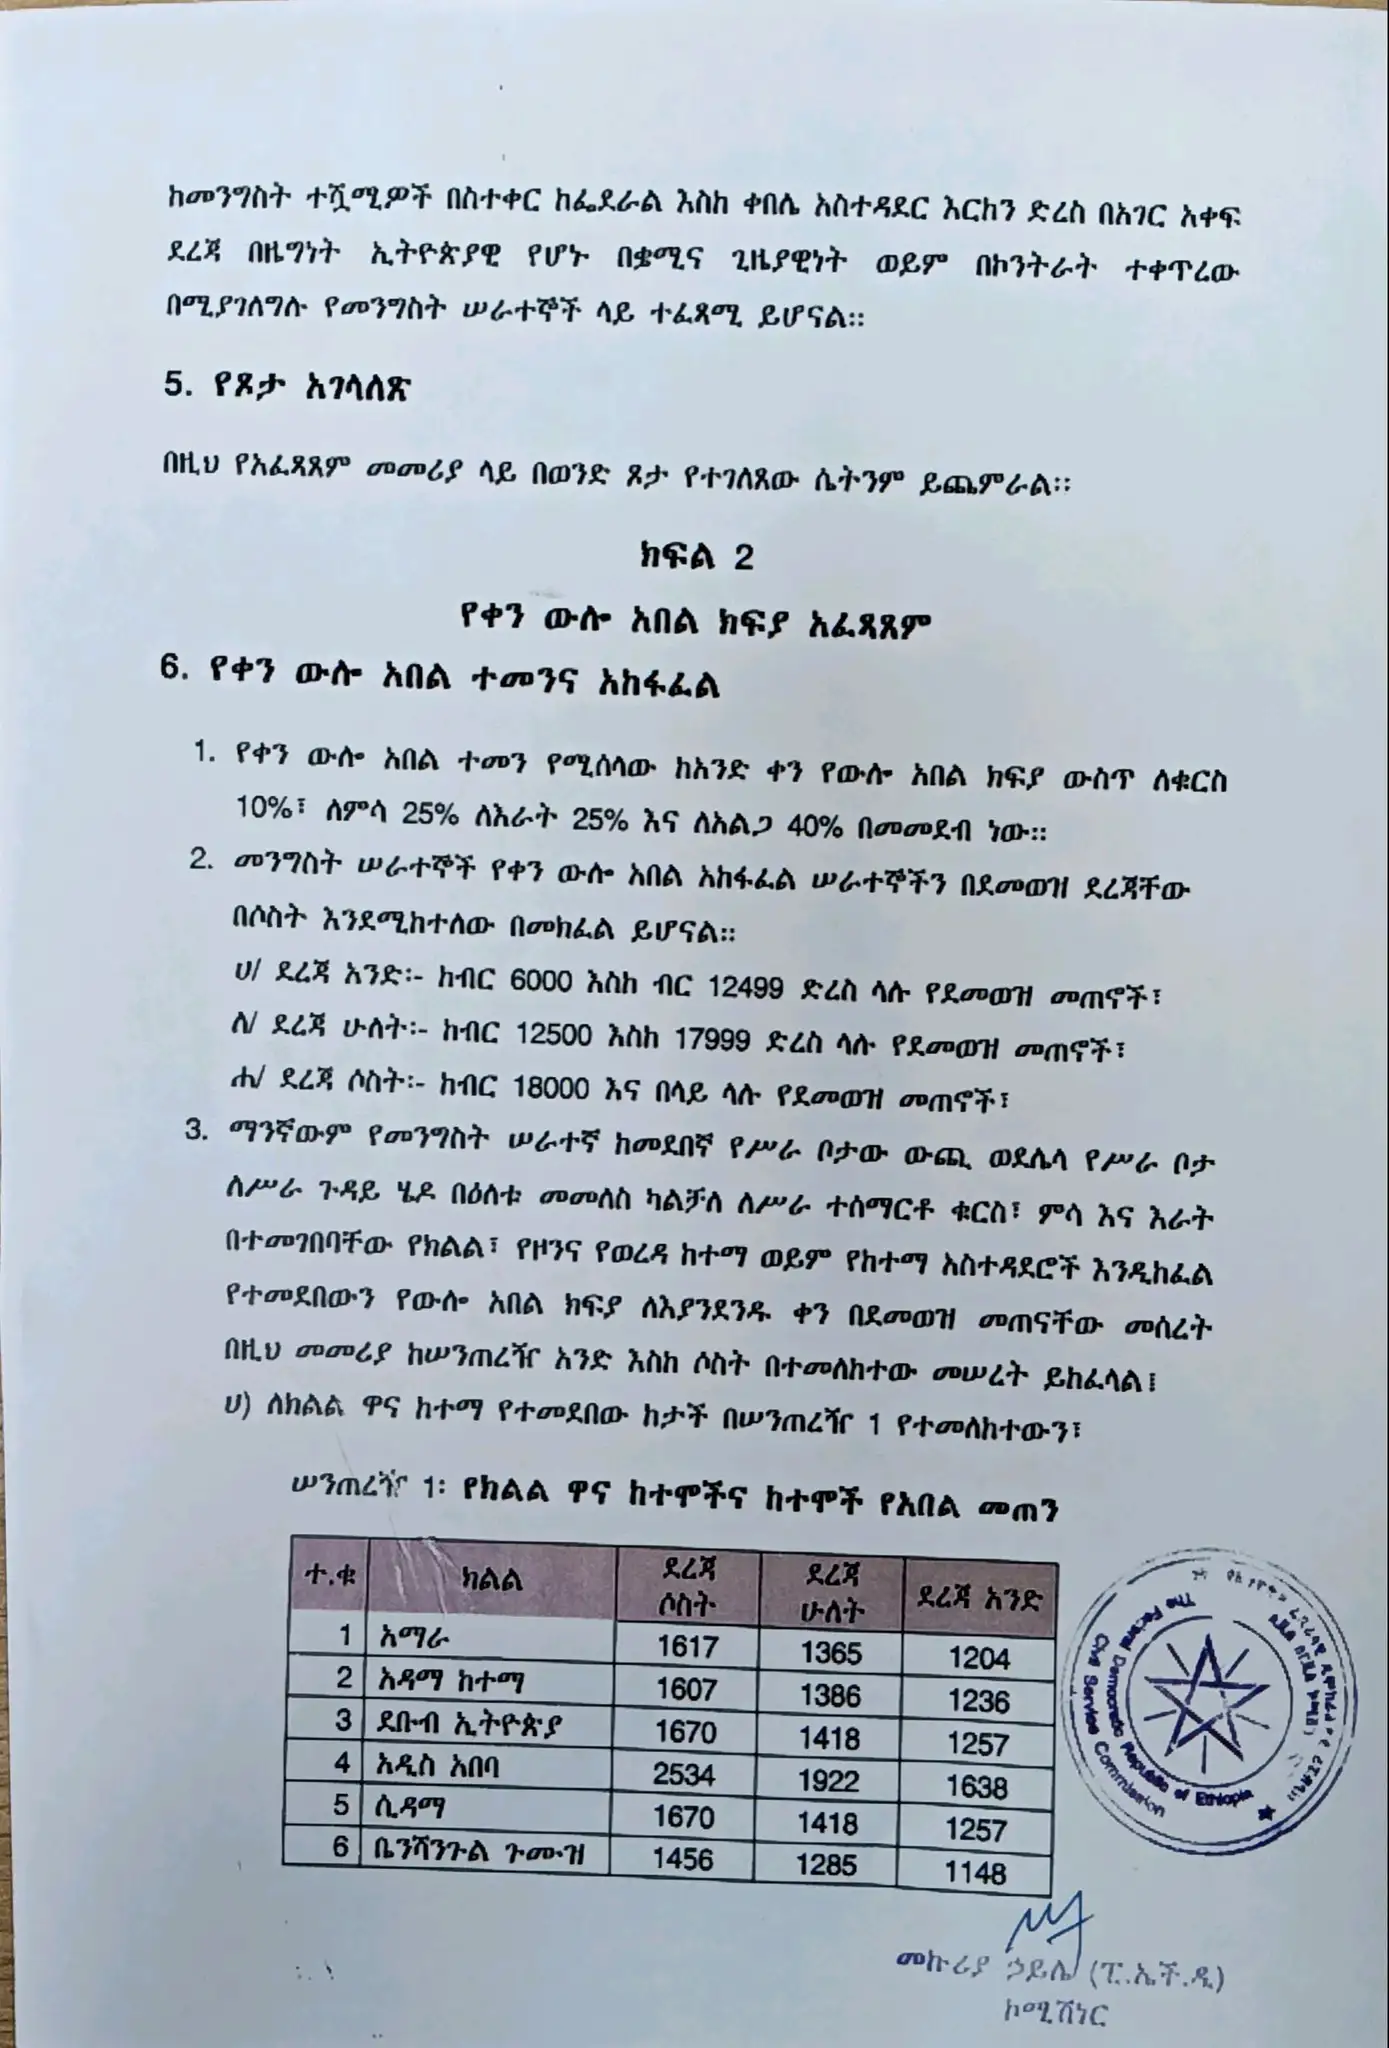 ከመንግስት ተሿሚዎች በስተቀር ከፌደራል እስከ ቀበሌ አስተዳደር እርከን ድረስ በአገር አቀፍ
ደረጃ በዜግነት ኢትዮጵያዊ የሆኑ በቋሚና ጊዜያዊነት ወይም በኮንትራት ተቀጥረው
በሚያገለግሉ የመንግስት ሠራተኞች ላይ ተፈጻሚ ይሆናል።
5. የጾታ አገላለጽ
በዚህ የአፈጻጸም መመሪያ ላይ በወንድ ጾታ የተገለጸው ሴትንም ይጨምራል።
ክፍል 2
የቀን ውሎ አበል ክፍያ አፈጻጸም
6. የቀን ውሎ አበል ተመንና አከፋፈል
1. የቀን ውሎ አበል ተመን የሚሰላው ከአንድ ቀን የውሎ አበል ክፍያ ውስጥ ለቁርስ
10%፣ ለምሳ 25% ለእራት 25% እና ለአልጋ 40% በመመደብ ነው።
2. መንግስት ሠራተኞች የቀን ውሎ አበል አከፋፈል ሠራተኞችን በደመወዝ ደረጃቸው
በሶስት እንደሚከተለው በመክፈል ይሆናል።
ሀ/ ደረጃ አንድ፡- ከብር 6000 እስከ ብር 12499 ድረስ ላሉ የደመወዝ መጠኖች፣
ለ/ ደረጃ ሁለት፡- ከብር 12500 እስከ 17999 ድረስ ላሉ የደመወዝ መጠኖች፣
ሐ/ ደረጃ ሶስት፡- ከብር 18000 እና በላይ ላሉ የደመወዝ መጠኖች፣
3. ማንኛውም የመንግስት ሠራተኛ ከመደበኛ የሥራ ቦታው ውጪ ወደሌላ የሥራ ቦታ
ለሥራ ጉዳይ ሄዶ በዕለቱ መመለስ ካልቻለ ለሥራ ተሰማርቶ ቁርስ፣ ምሳ እና እራት
በተመገበባቸው የክልል፣ የዞንና የወረዳ ከተማ ወይም የከተማ አስተዳደሮች እንዲከፈል
የተመደበውን የውሎ አበል ክፍያ ለእያንደንዱ ቀን በደመወዝ መጠናቸው መሰረት
በዚህ መመሪያ ከሠንጠረዥ አንድ እስከ ሶስት በተመለከተው መሠረት ይከፈላል፤
ሀ) ለክልል ዋና ከተማ የተመደበው ከታች በሠንጠረዥ 1 የተመለከተውን፣
ሠንጠረዥ 1፡ የክልል ዋና ከተሞችና ከተሞች የአበል መጠን
ተ.ቁ ክልል ደረጃ ሶስት ደረጃ ሁለት ደረጃ አንድ
1 አማራ 1617 1365 1204
2 አዳማ ከተማ 1607 1386 1236
3 ደቡብ ኢትዮጵያ 1670 1418 1257
4 አዲስ አበባ 2534 1922 1638
5 ሲዳማ 1670 1418 1257
6 ቤንሻንጉል ጉሙዝ 1456 1285 1148
The Fedaral Democratic Republic of Ethiopia
Civil Service Commission
መኩሪያ ኃይሌ (ፒ.ኤች.ዲ)
ኮሚሽነር